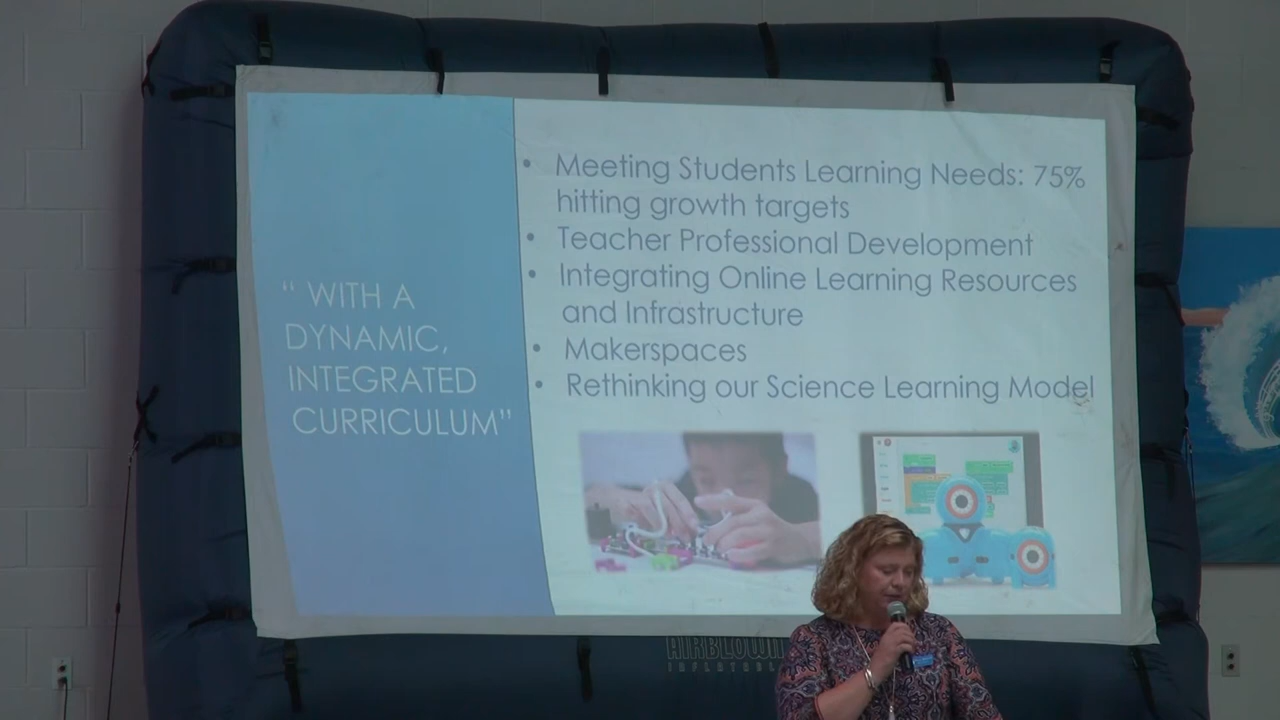 “ WITH A
DYNAMIC,
INTEGRATED
CURRICULUM”
• Meeting Students Learning Needs: 75%
hitting growth targets
• Teacher Professional Development
• Integrating Online Learning Resources
and Infrastructure
• Makerspaces
• Rethinking our Science Learning Model